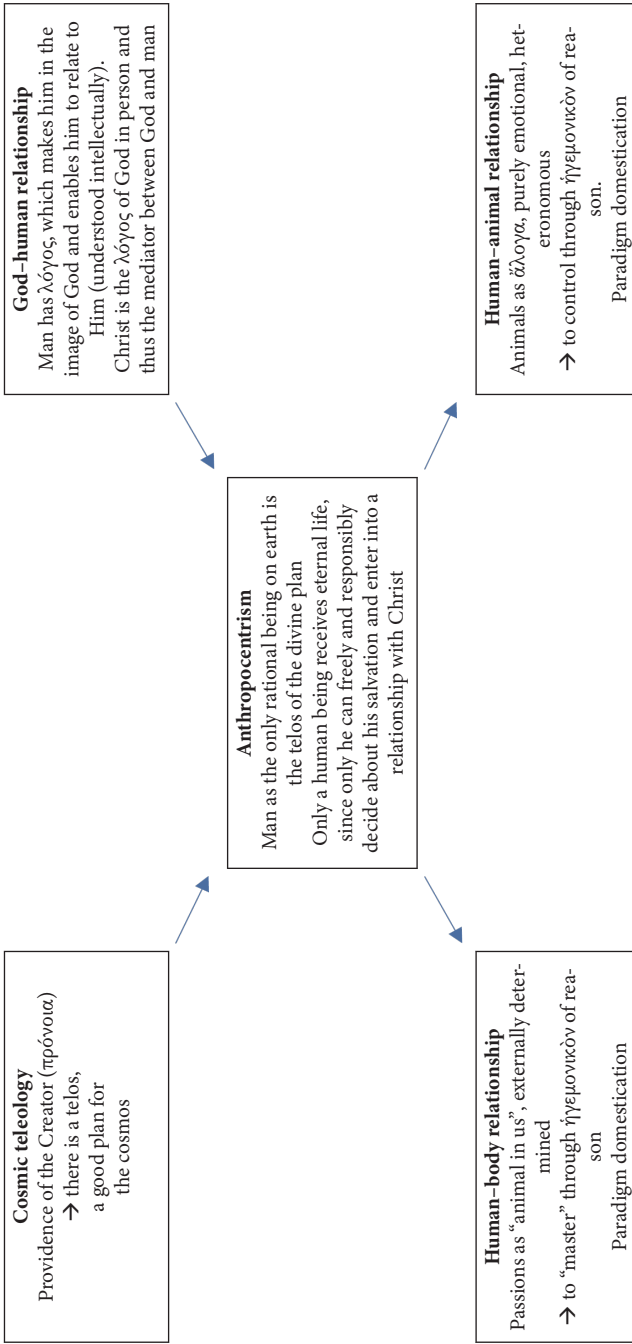 Cosmic teleology
Providence of the Creator (πρόνοια)
→ there is a telos,
a good plan for
the cosmos
God–human relationship
Man has λόγος, which makes him in the
image of God and enables him to relate to
Him (understood intellectually).
Christ is the λόγος of God in person and
thus the mediator between God and man
Anthropocentrism
Man as the only rational being on earth is
the telos of the divine plan
Only a human being receives eternal life,
since only he can freely and responsibly
decide about his salvation and enter into a
relationship with Christ
Human–body relationship
Passions as “animal in us”, externally deter-
mined
→ to “master” through ἡγεμονικὸν of rea-
son
Paradigm domestication
Human–animal relationship
Animals as ἄλογα, purely emotional, het-
eronomous
→ to control through ἡγεμονικὸν of rea-
son.
Paradigm domestication